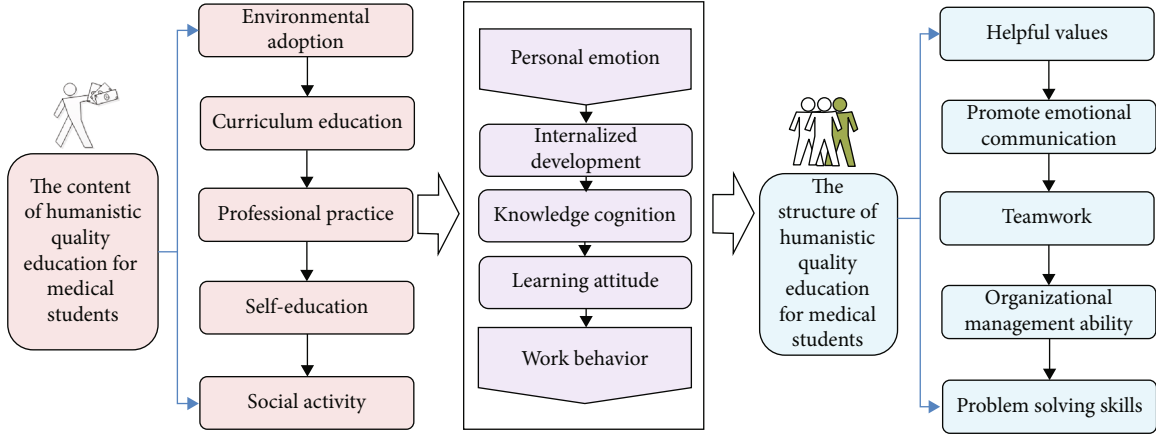 The content
of humanistic
quality
education for
medical
students
Environmental
adoption
Curriculum education
Professional practice
Self-education
Social activity
Personal emotion
Internalized
development
Knowledge cognition
Learning attitude
Work behavior
The
structure of
humanistic
quality
education
for medical
students
Helpful values
Promote emotional
communication
Teamwork
Organizational
management ability
Problem solving skills